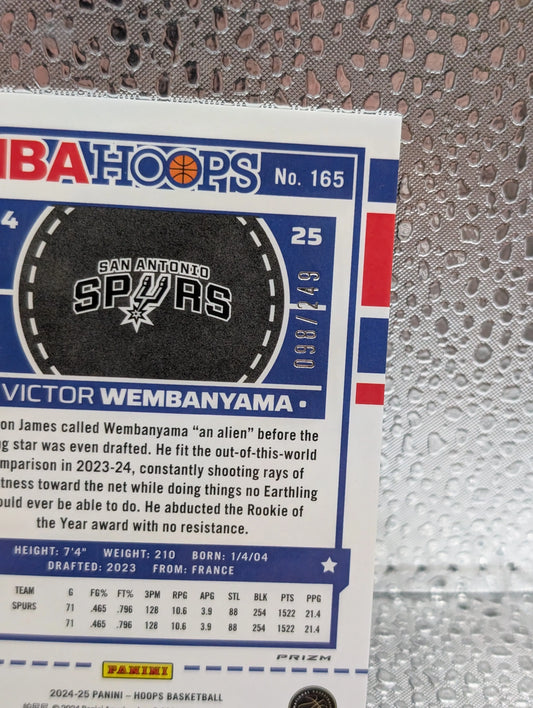 NBA HOOPS No. 165
4 25
SAN ANTONIO
SPURS
098/249
VICTOR WEMBANYAMA •
on James called Wembanyama “an alien” before the
g star was even drafted. He fit the out-of-this-world
mparison in 2023-24, constantly shooting rays of
tness toward the net while doing things no Earthling
ould ever be able to do. He abducted the Rookie of
the Year award with no resistance.
HEIGHT: 7'4" WEIGHT: 210 BORN: 1/4/04
DRAFTED: 2023 FROM: FRANCE
TEAM G FG% FT% 3PM RPG APG STL BLK PTS PPG
SPURS 71 .465 .796 128 10.6 3.9 88 254 1522 21.4
71 .465 .796 128 10.6 3.9 88 254 1522 21.4
PRIZM
PANINI
2024-25 PANINI – HOOPS BASKETBALL